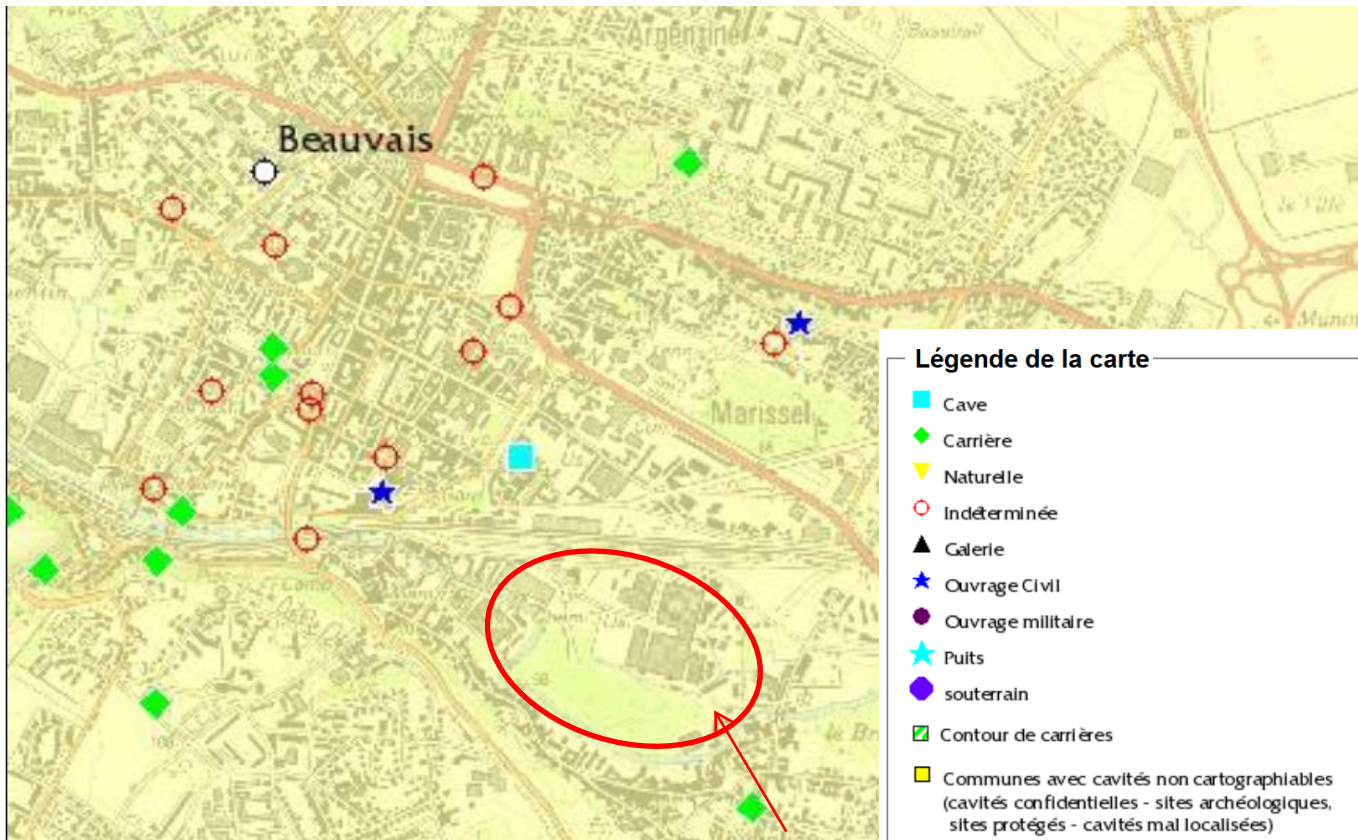 Argentine
Beauvais
le Ville
Marissel
Légende de la carte
Cave
Carrière
Naturelle
Indéterminée
Galerie
Ouvrage Civil
Ouvrage militaire
Puits
souterrain
Contour de carrières
Communes avec cavités non cartographiables
(cavités confidentielles - sites archéologiques,
sites protégés - cavités mal localisées)